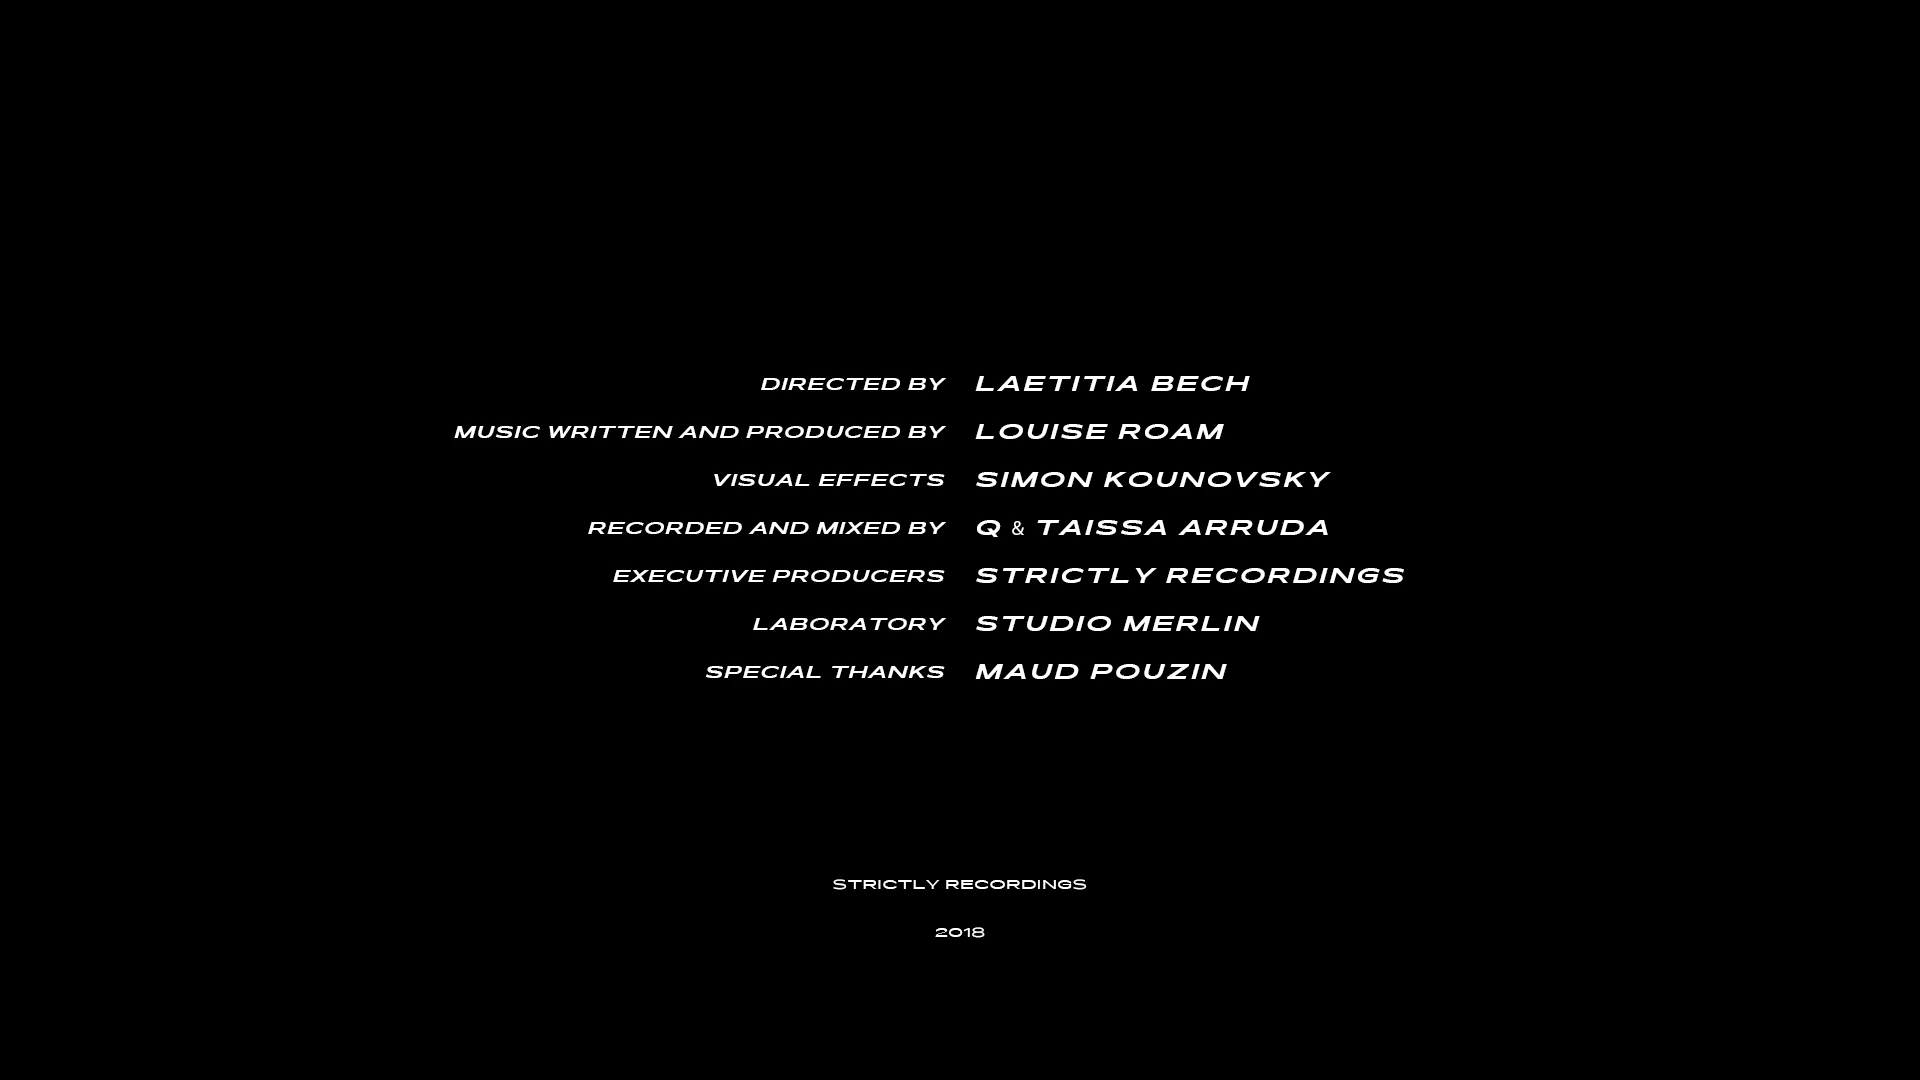 DIRECTED BY LAETITIA BECH
MUSIC WRITTEN AND PRODUCED BY LOUISE ROAM
VISUAL EFFECTS SIMON KOUNOVSKY
RECORDED AND MIXED BY Q & TAISSA ARRUDA
EXECUTIVE PRODUCERS STRICTLY RECORDINGS
LABORATORY STUDIO MERLIN
SPECIAL THANKS MAUD POUZIN
STRICTLY RECORDINGS
2018